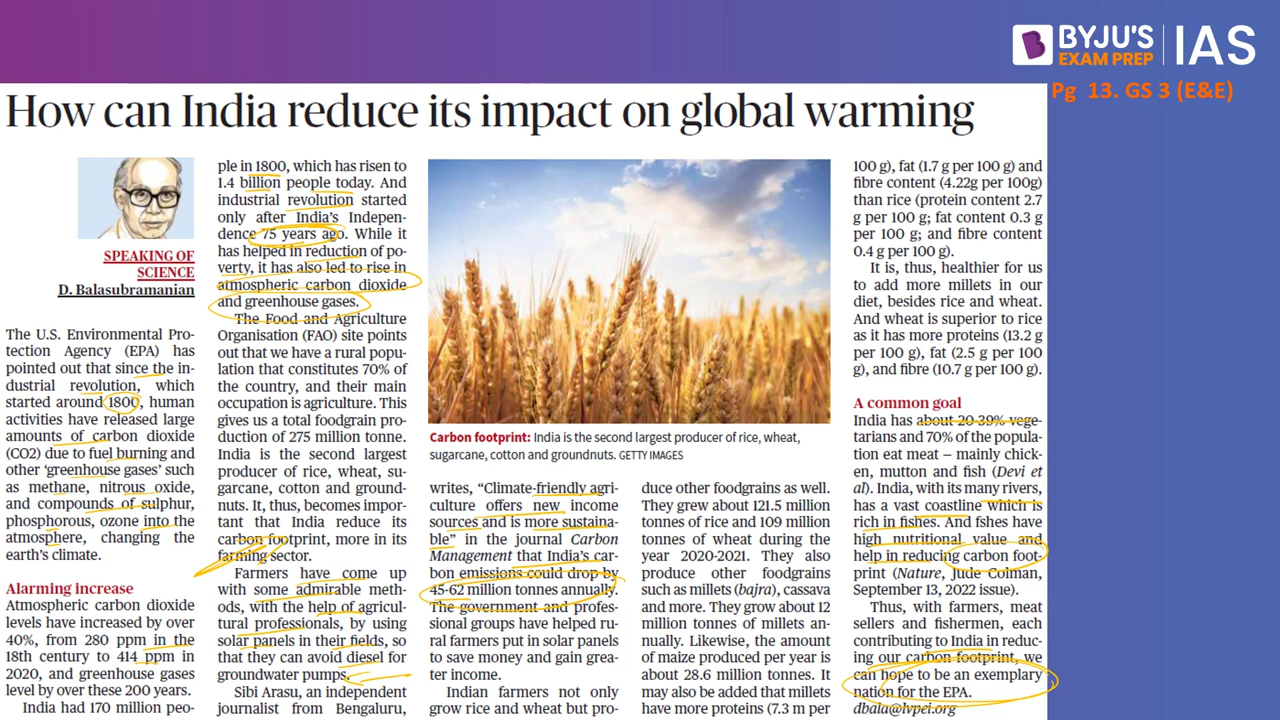 BYJU'S
EXAM PREP
IAS
Pg 13. GS 3 (E&E)
How can India reduce its impact on global warming
SPEAKING OF
SCIENCE
D. Balasubramanian
The U.S. Environmental Pro-
tection Agency (EPA) has
pointed out that since the in-
dustrial revolution, which
started around 1800, human
activities have released large
amounts of carbon dioxide
(CO2) due to fuel burning and
other ‘greenhouse gases’ such
as methane, nitrous oxide,
and compounds of sulphur,
phosphorous, ozone into the
atmosphere, changing the
earth’s climate.
Alarming increase
Atmospheric carbon dioxide
levels have increased by over
40%, from 280 ppm in the
18th century to 414 ppm in
2020, and greenhouse gases
level by over these 200 years.
India had 170 million peo-
ple in 1800, which has risen to
1.4 billion people today. And
industrial revolution started
only after India’s Indepen-
dence 75 years ago. While it
has helped in reduction of po-
verty, it has also led to rise in
atmospheric carbon dioxide
and greenhouse gases.
The Food and Agriculture
Organisation (FAO) site points
out that we have a rural popu-
lation that constitutes 70% of
the country, and their main
occupation is agriculture. This
gives us a total foodgrain pro-
duction of 275 million tonne.
India is the second largest
producer of rice, wheat, su-
garcane, cotton and ground-
nuts. It, thus, becomes impor-
tant that India reduce its
carbon footprint, more in its
farming sector.
Farmers have come up
with some admirable meth-
ods, with the help of agricul-
tural professionals, by using
solar panels in their fields, so
that they can avoid diesel for
groundwater pumps.
Sibi Arasu, an independent
journalist from Bengaluru,
Carbon footprint: India is the second largest producer of rice, wheat,
sugarcane, cotton and groundnuts. GETTY IMAGES
writes, “Climate-friendly agri-
culture offers new income
sources and is more sustaina-
ble” in the journal Carbon
Management that India’s car-
bon emissions could drop by
45-62 million tonnes annually.
The government and profes-
sional groups have helped ru-
ral farmers put in solar panels
to save money and gain grea-
ter income.
Indian farmers not only
grow rice and wheat but pro-
duce other foodgrains as well.
They grew about 121.5 million
tonnes of rice and 109 million
tonnes of wheat during the
year 2020-2021. They also
produce other foodgrains
such as millets (bajra), cassava
and more. They grow about 12
million tonnes of millets an-
nually. Likewise, the amount
of maize produced per year is
about 28.6 million tonnes. It
may also be added that millets
have more proteins (7.3 m per
100 g), fat (1.7 g per 100 g) and
fibre content (4.22g per 100g)
than rice (protein content 2.7
g per 100 g; fat content 0.3 g
per 100 g; and fibre content
0.4 g per 100 g).
It is, thus, healthier for us
to add more millets in our
diet, besides rice and wheat.
And wheat is superior to rice
as it has more proteins (13.2 g
per 100 g), fat (2.5 g per 100
g), and fibre (10.7 g per 100 g).
A common goal
India has about 20-39% vege-
tarians and 70% of the popula-
tion eat meat – mainly chick-
en, mutton and fish (Devi et
al). India, with its many rivers,
has a vast coastline which is
rich in fishes. And fishes have
high nutritional value and
help in reducing carbon foot-
print (Nature, Jude Colman,
September 13, 2022 issue).
Thus, with farmers, meat
sellers and fishermen, each
contributing to India in reduc-
ing our carbon footprint, we
can hope to be an exemplary
nation for the EPA.
dbala@lvpei.org